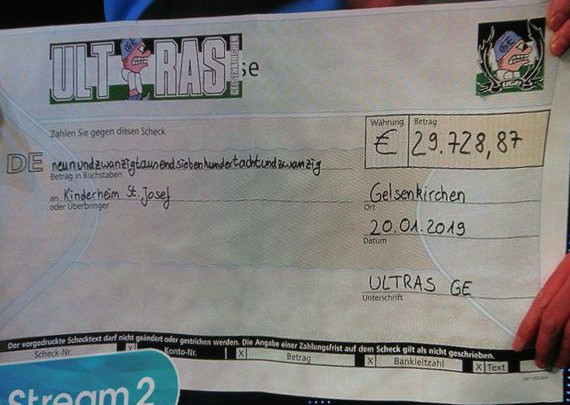 ULTRAS
GELSENKIRCHEN
se
GE
Zahlen Sie gegen diesen Scheck
Währung
Betrag
€ 29.728,87
DE neunundzwanzigtausendsiebenhundertachtundzwanzig
Betrag in Buchstaben
an Kinderheim St. Josef
oder Überbringer
Gelsenkirchen
Ort
20.01.2019
Datum
ULTRAS GE
Unterschrift
Der vorgedruckte Schecktext darf nicht geändert oder gestrichen werden. Die Angabe einer Zahlungsfrist auf dem Scheck gilt als nicht geschrieben.
Scheck-Nr. X Konto-Nr. X Betrag X Bankleitzahl X Text
Stream 2